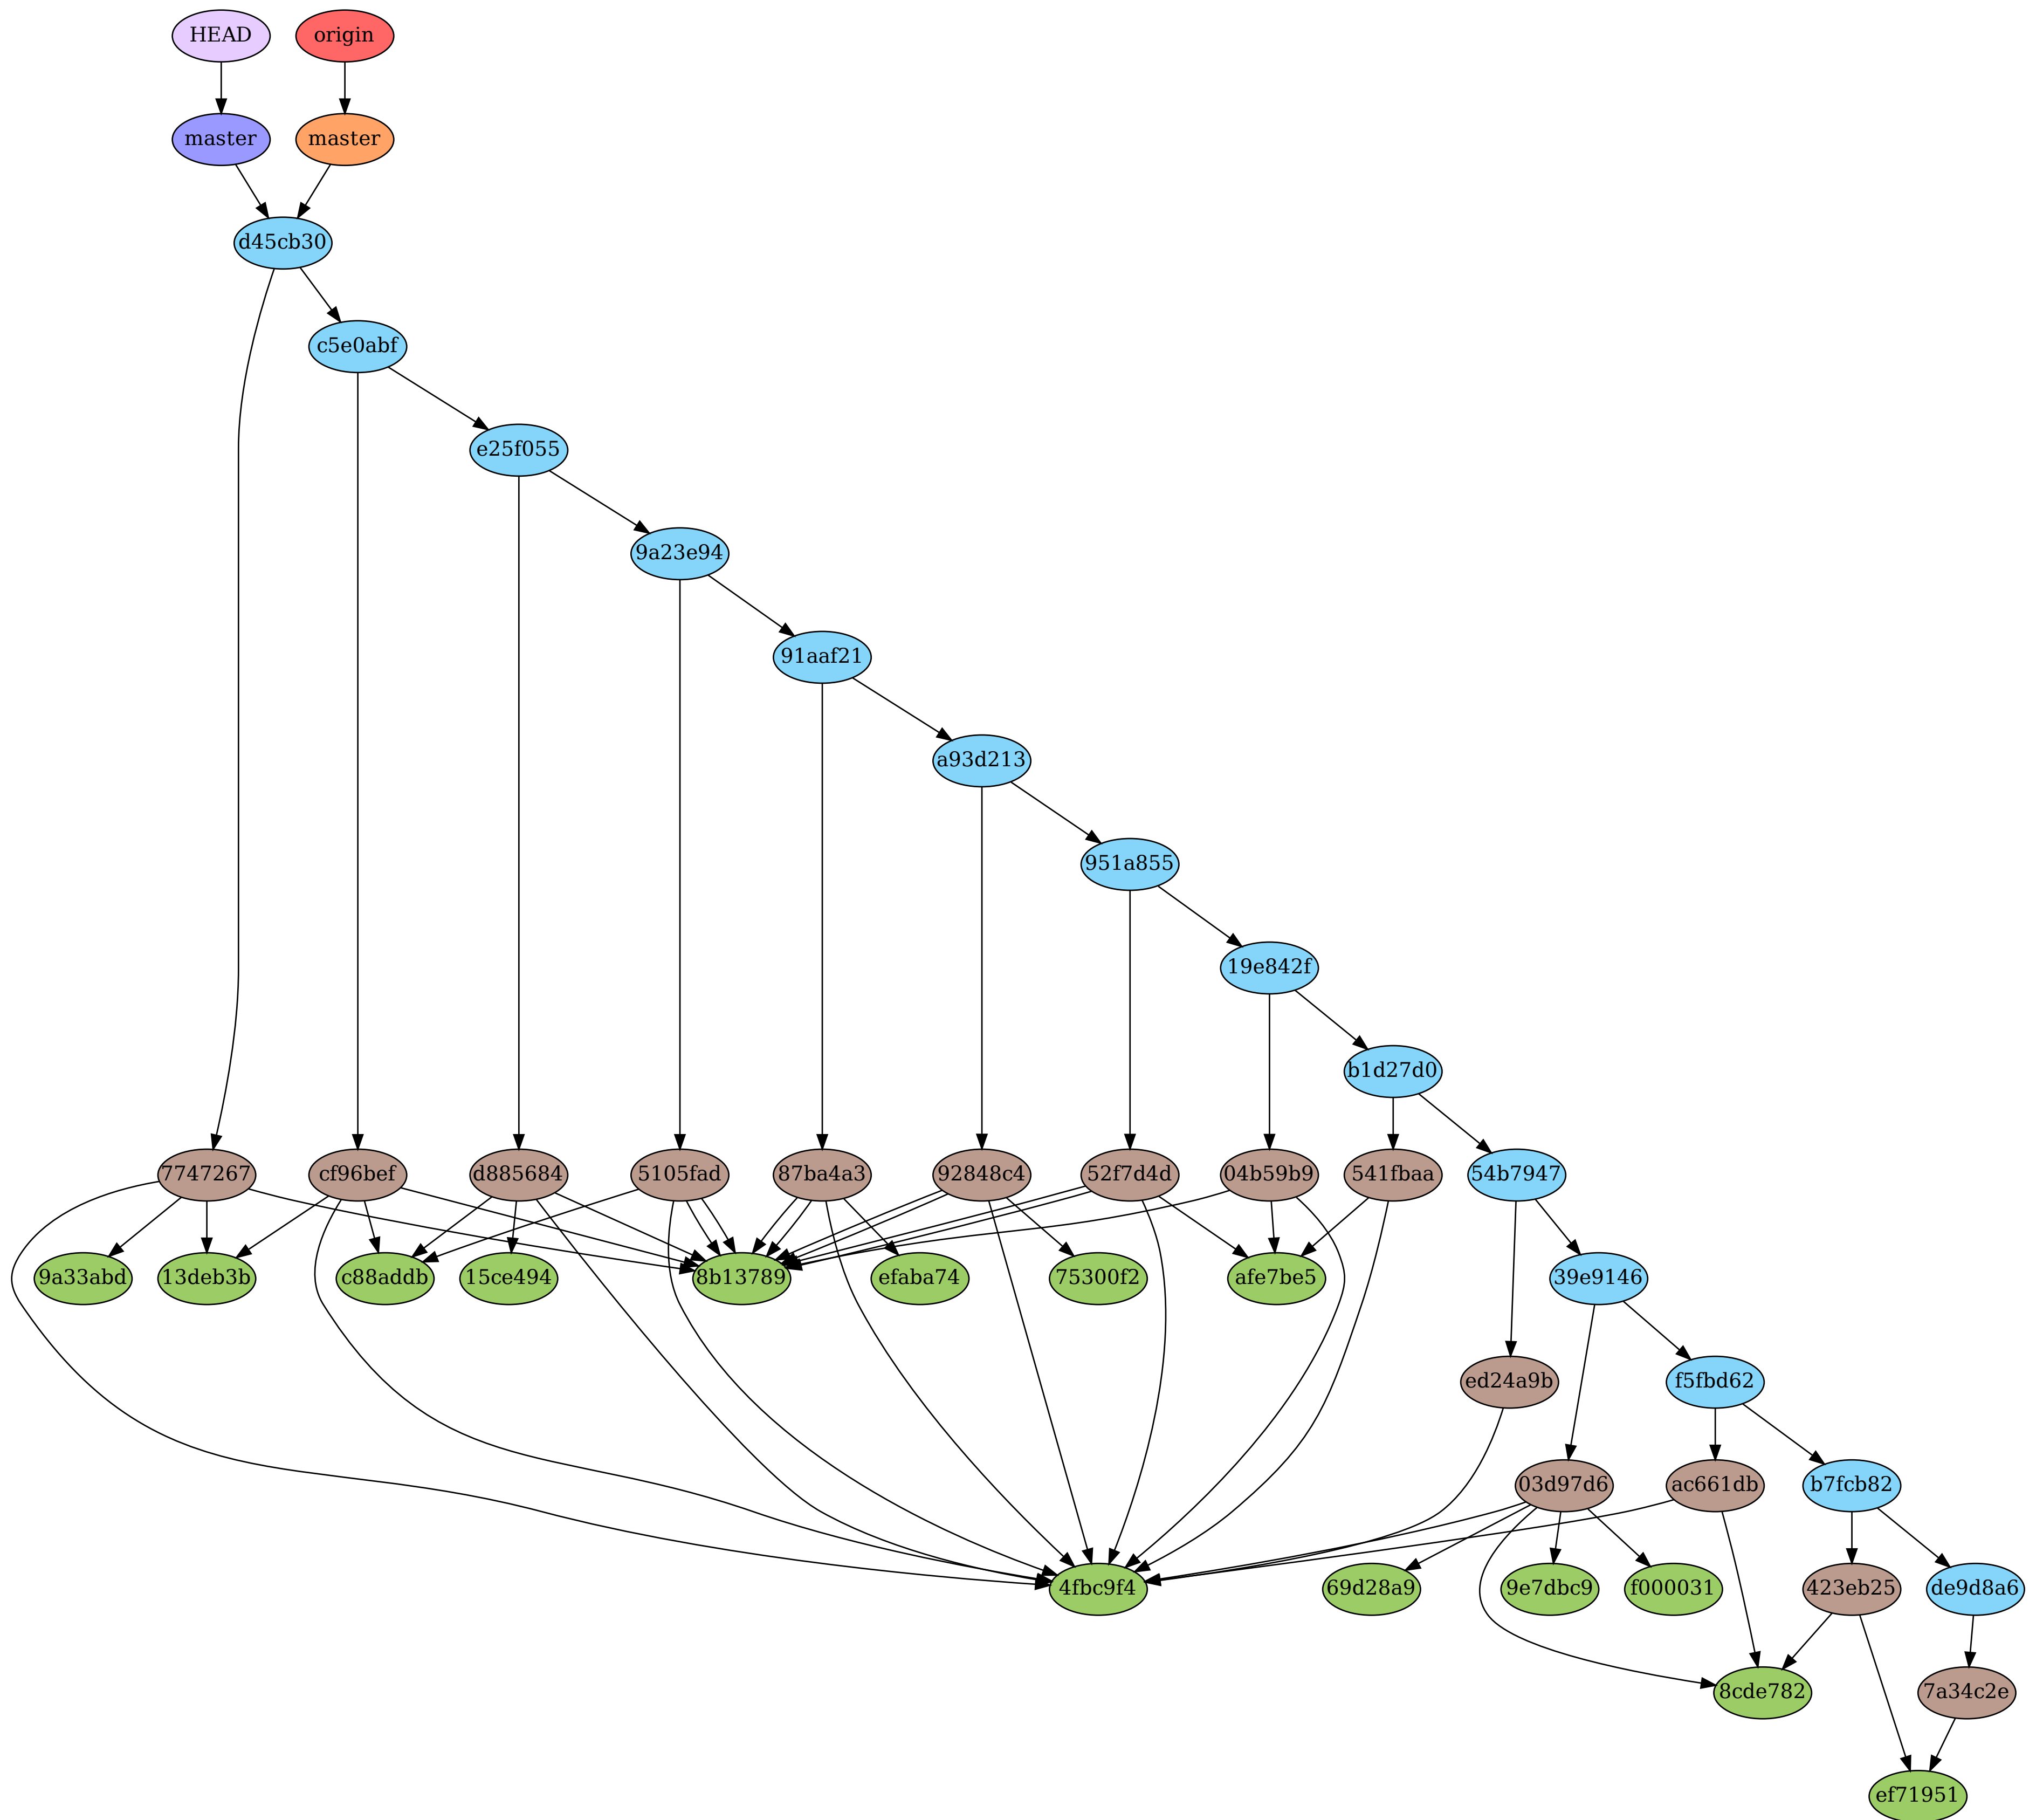 HEAD origin
master master
d45cb30
c5e0abf
e25f055
9a23e94
91aaf21
a93d213
951a855
19e842f
b1d27d0
7747267 cf96bef d885684 5105fad 87ba4a3 92848c4 52f7d4d 04b59b9 541fbaa 54b7947
9a33abd 13deb3b c88addb 15ce494 8b13789 efaba74 75300f2 afe7be5 39e9146
ed24a9b f5fbd62
03d97d6 ac661db b7fcb82
4fbc9f4 69d28a9 9e7dbc9 f000031 423eb25 de9d8a6
8cde782 7a34c2e
ef71951